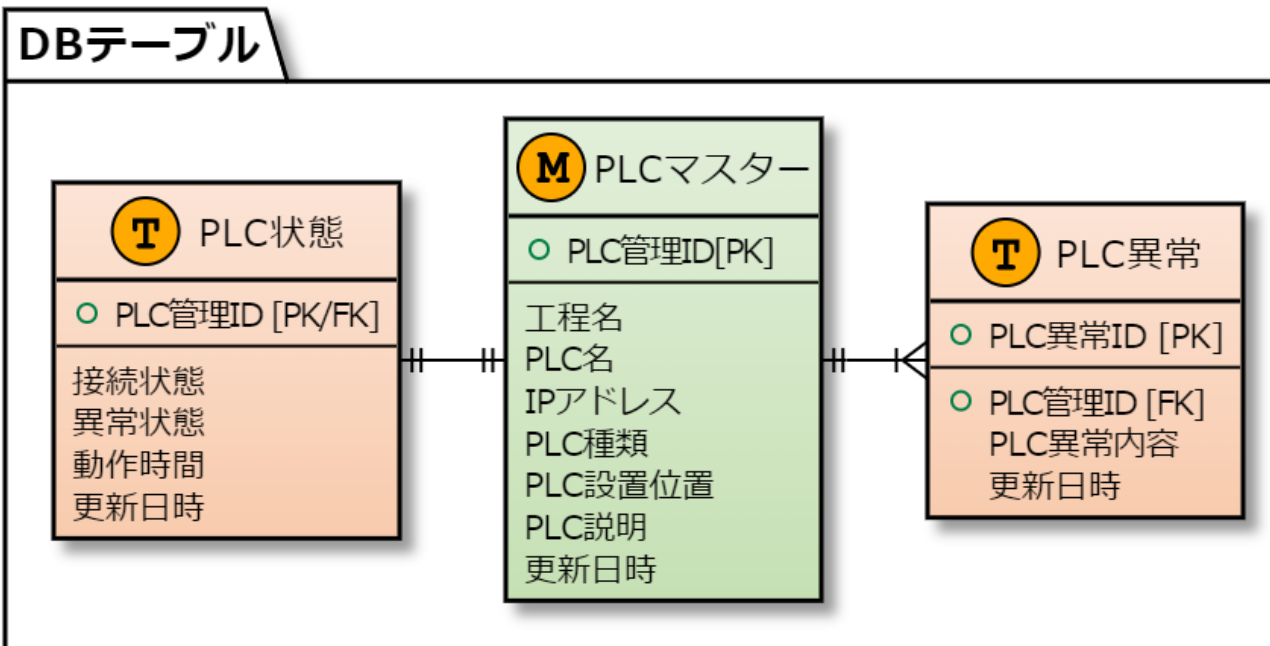 DBテーブル
T PLC状態
PLC管理ID [PK/FK]
接続状態
異常状態
動作時間
更新日時
M PLCマスター
PLC管理ID[PK]
工程名
PLC名
IPアドレス
PLC種類
PLC設置位置
PLC説明
更新日時
T PLC異常
PLC異常ID [PK]
PLC管理ID [FK]
PLC異常内容
更新日時